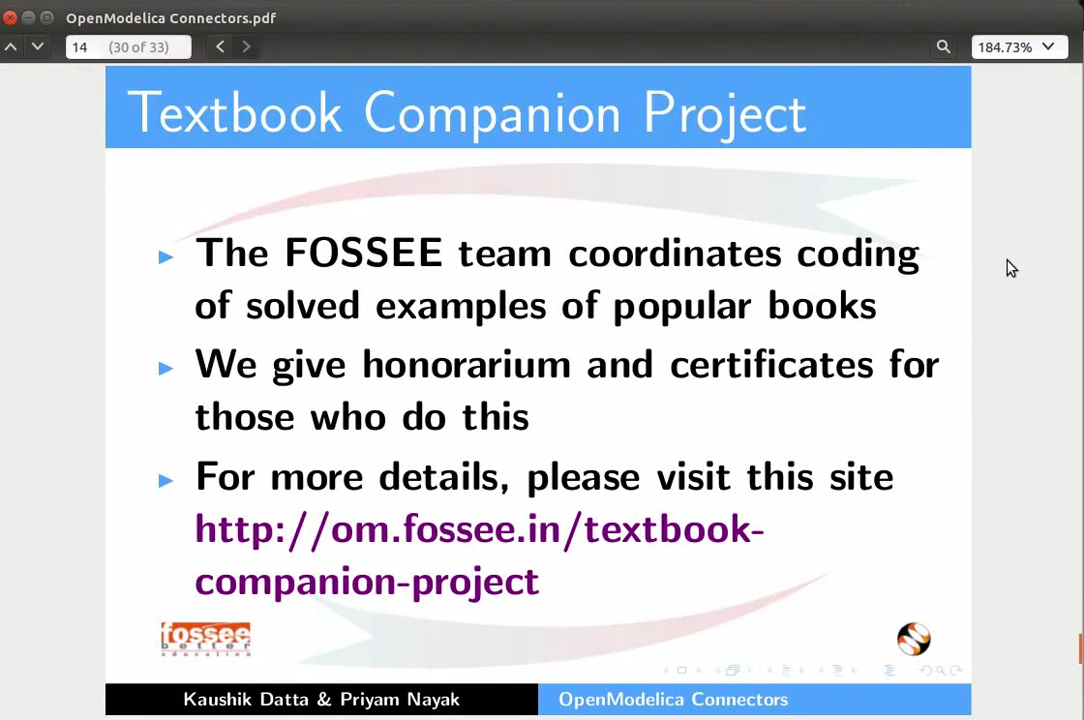 OpenModelica Connectors.pdf
14 (30 of 33)
184.73%
Textbook Companion Project
The FOSSEE team coordinates coding
of solved examples of popular books
We give honorarium and certificates for
those who do this
For more details, please visit this site
http://om.fossee.in/textbook-
companion-project
fossee
better
education
Kaushik Datta & Priyam Nayak
OpenModelica Connectors